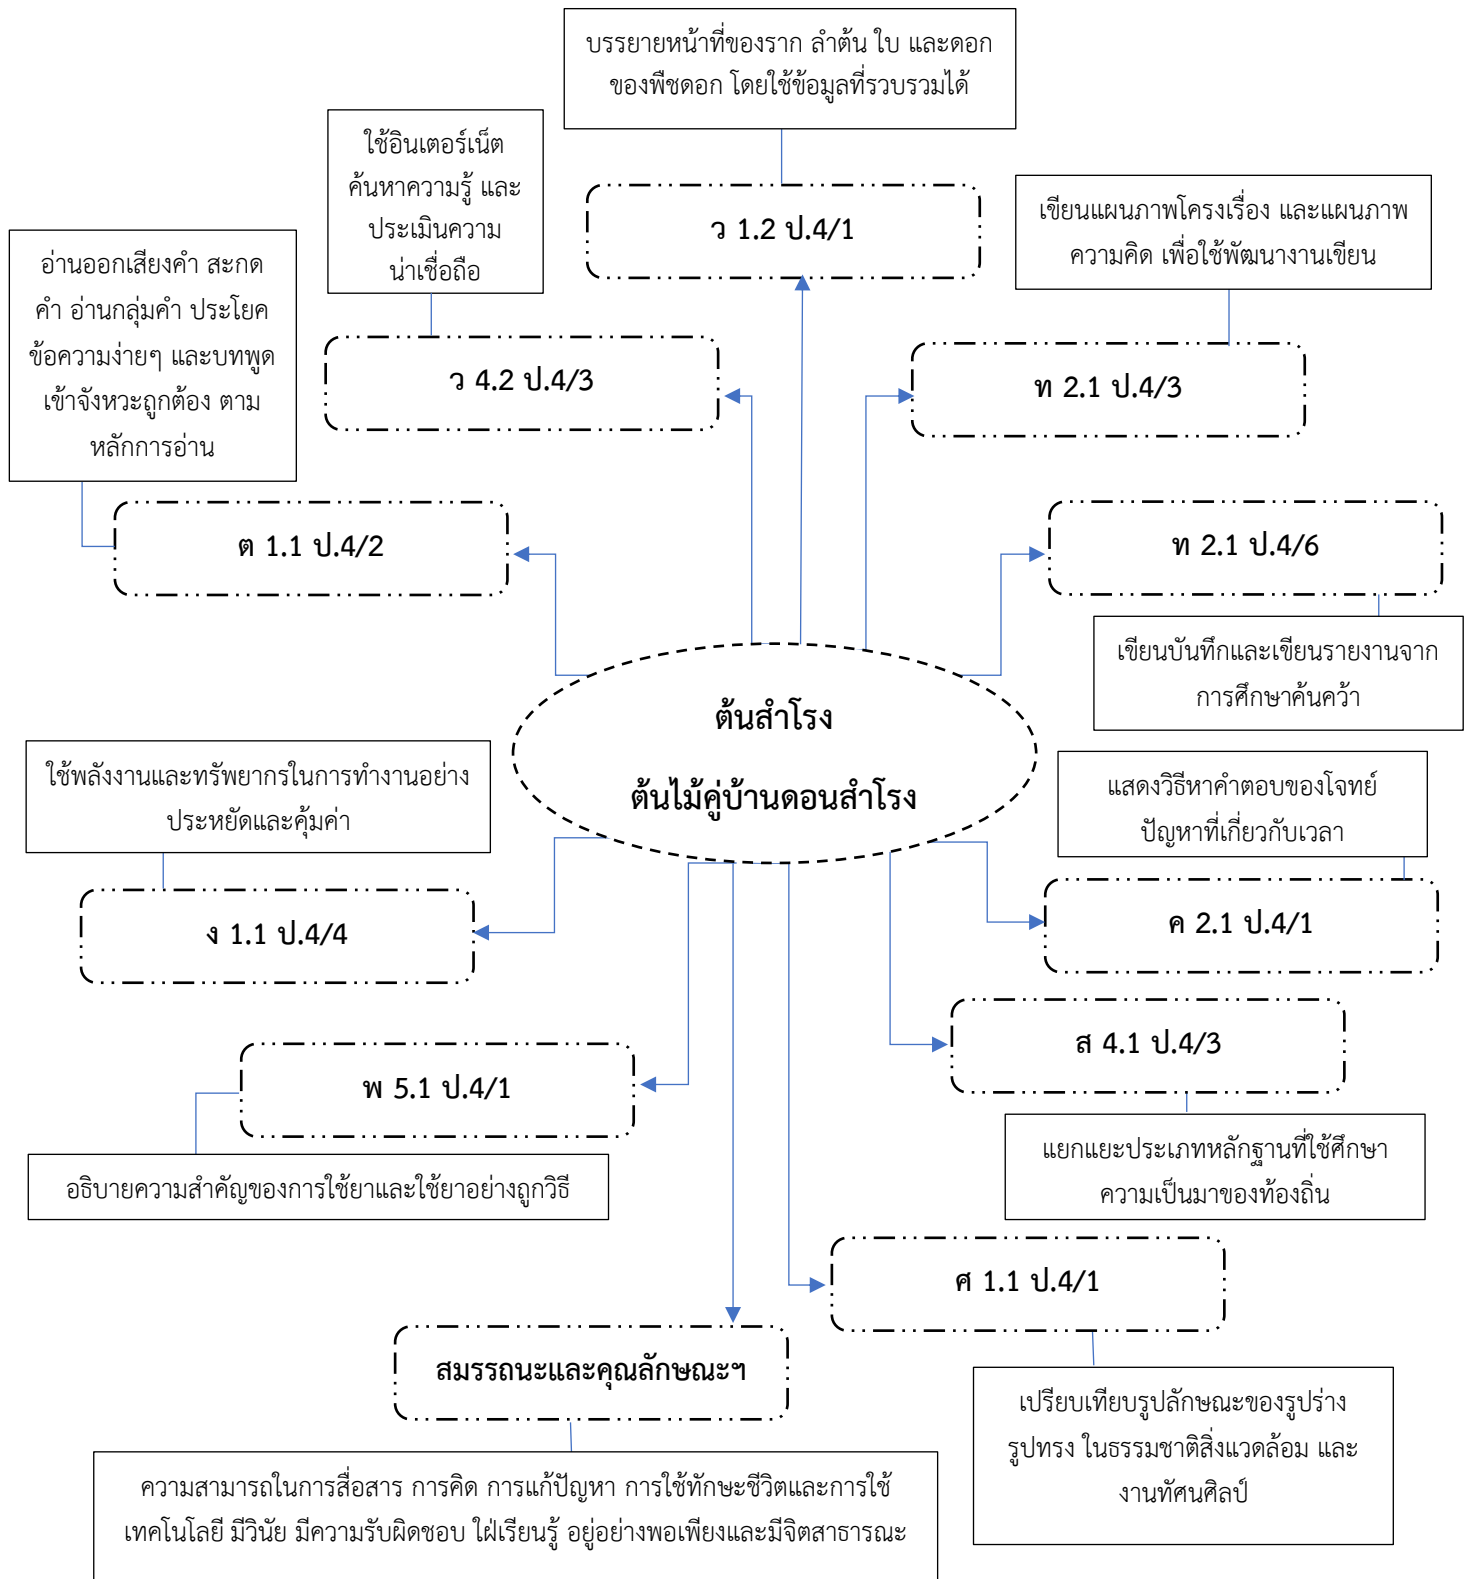 บรรยายหน้าที่ของราก ลำต้น ใบ และดอก
ของพืชดอก โดยใช้ข้อมูลที่รวบรวมได้
ว 1.2 ป.4/1
ใช้อินเตอร์เน็ต
ค้นหาความรู้ และ
ประเมินความ
น่าเชื่อถือ
ว 4.2 ป.4/3
เขียนแผนภาพโครงเรื่อง และแผนภาพ
ความคิด เพื่อใช้พัฒนางานเขียน
ท 2.1 ป.4/3
อ่านออกเสียงคำ สะกด
คำ อ่านกลุ่มคำ ประโยค
ข้อความง่ายๆ และบทพูด
เข้าจังหวะถูกต้อง ตาม
หลักการอ่าน
ต 1.1 ป.4/2
ท 2.1 ป.4/6
เขียนบันทึกและเขียนรายงานจาก
การศึกษาค้นคว้า
ต้นสำโรง
ต้นไม้คู่บ้านดอนสำโรง
ใช้พลังงานและทรัพยากรในการทำงานอย่าง
ประหยัดและคุ้มค่า
ง 1.1 ป.4/4
แสดงวิธีหาคำตอบของโจทย์
ปัญหาที่เกี่ยวกับเวลา
ค 2.1 ป.4/1
ส 4.1 ป.4/3
แยกแยะประเภทหลักฐานที่ใช้ศึกษา
ความเป็นมาของท้องถิ่น
พ 5.1 ป.4/1
อธิบายความสำคัญของการใช้ยาและใช้ยาอย่างถูกวิธี
ศ 1.1 ป.4/1
เปรียบเทียบรูปลักษณะของรูปร่าง
รูปทรง ในธรรมชาติสิ่งแวดล้อม และ
งานทัศนศิลป์
สมรรถนะและคุณลักษณะฯ
ความสามารถในการสื่อสาร การคิด การแก้ปัญหา การใช้ทักษะชีวิตและการใช้
เทคโนโลยี มีวินัย มีความรับผิดชอบ ใฝ่เรียนรู้ อยู่อย่างพอเพียงและมีจิตสาธารณะ